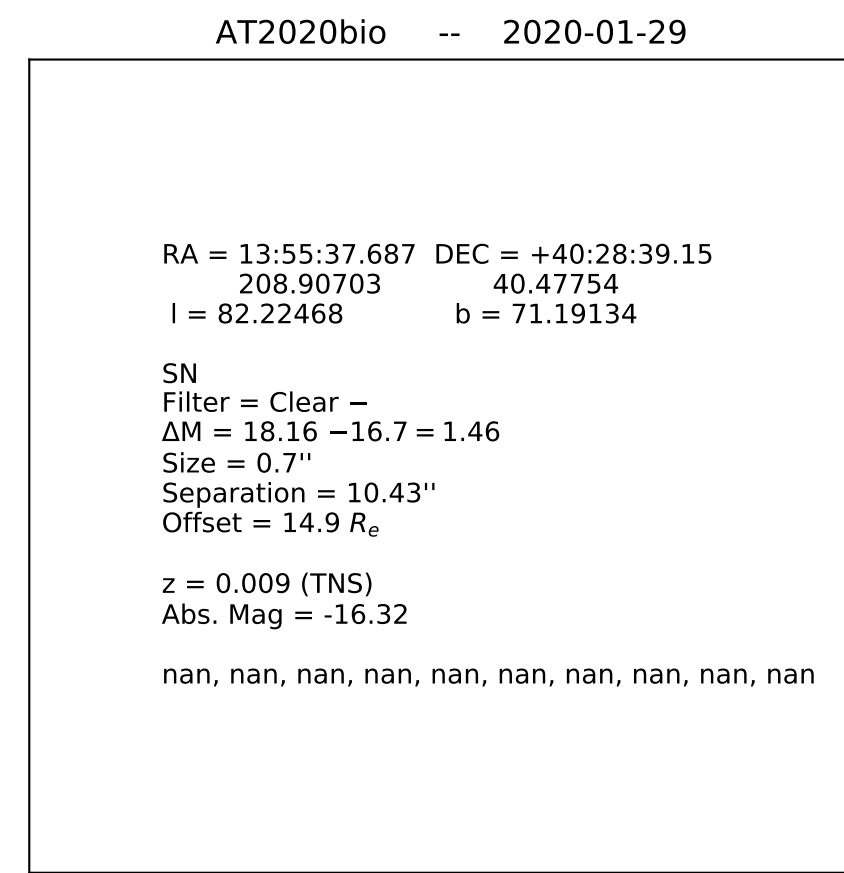 AT2020bio -- 2020-01-29
RA = 13:55:37.687 DEC = +40:28:39.15
208.90703 40.47754
l = 82.22468 b = 71.19134
SN
Filter = Clear −
ΔM = 18.16 −16.7 = 1.46
Size = 0.7''
Separation = 10.43''
Offset = 14.9 Rₑ
z = 0.009 (TNS)
Abs. Mag = -16.32
nan, nan, nan, nan, nan, nan, nan, nan, nan, nan